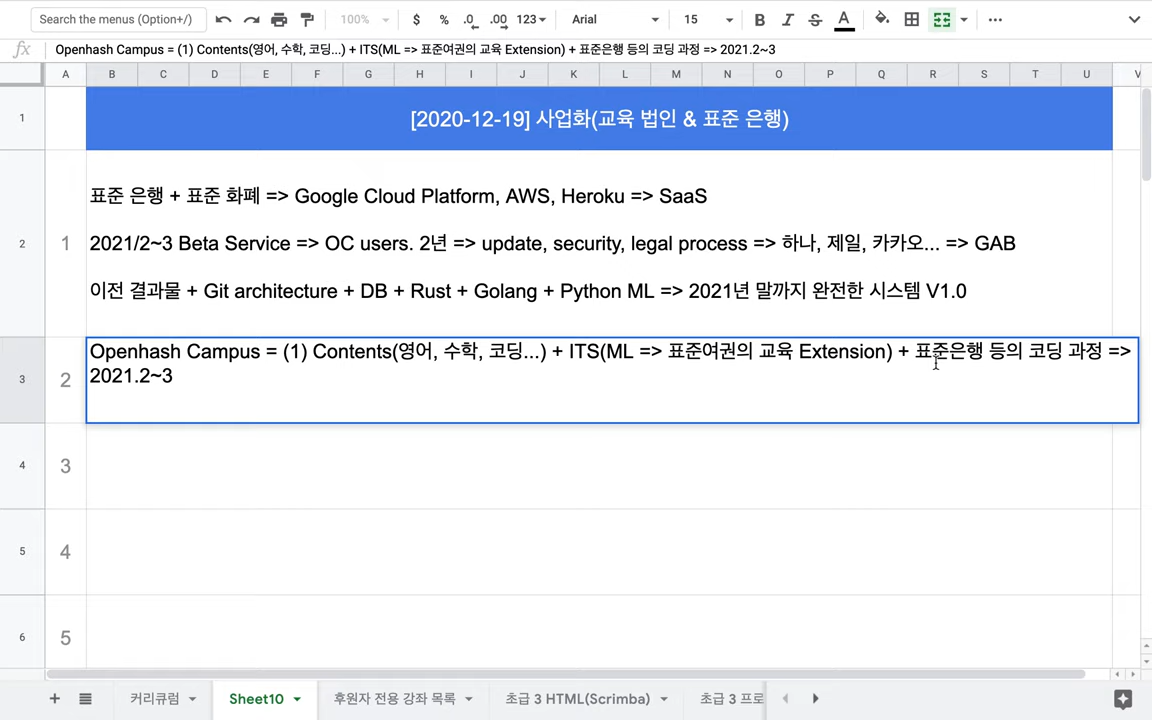 Search the menus (Option+/)
100%
$ % .0 .00 123 Arial 15 B I S A
fx Openhash Campus = (1) Contents(영어, 수학, 코딩...) + ITS(ML => 표준여권의 교육 Extension) + 표준은행 등의 코딩 과정 => 2021.2~3
A B C D E F G H I J K L M N O P Q R S T U V
1 [2020-12-19] 사업화(교육 법인 & 표준 은행)
표준 은행 + 표준 화폐 => Google Cloud Platform, AWS, Heroku => SaaS
2 1 2021/2~3 Beta Service => OC users. 2년 => update, security, legal process => 하나, 제일, 카카오... => GAB
이전 결과물 + Git architecture + DB + Rust + Golang + Python ML => 2021년 말까지 완전한 시스템 V1.0
Openhash Campus = (1) Contents(영어, 수학, 코딩...) + ITS(ML => 표준여권의 교육 Extension) + 표준은행 등의 코딩 과정 =>
3 2 2021.2~3
4 3
5 4
6 5
커리큐럼 Sheet10 후원자 전용 강좌 목록 초급 3 HTML(Scrimba) 초급 3 프로